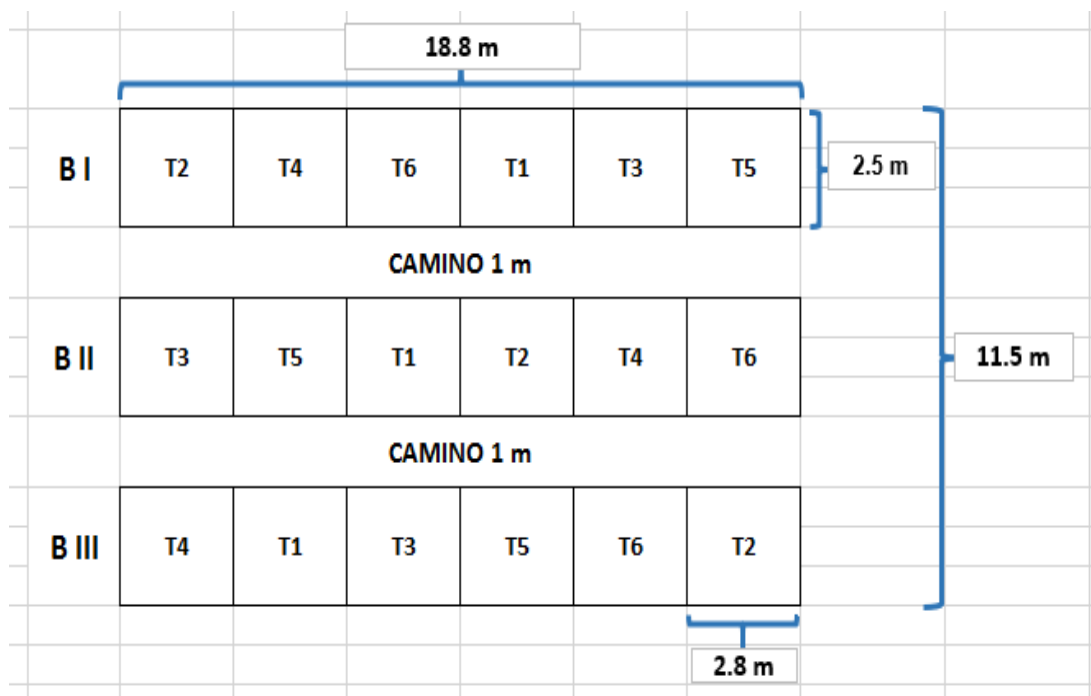 18.8 m
B I T2 T4 T6 T1 T3 T5 2.5 m
CAMINO 1 m
B II T3 T5 T1 T2 T4 T6 11.5 m
CAMINO 1 m
B III T4 T1 T3 T5 T6 T2
2.8 m